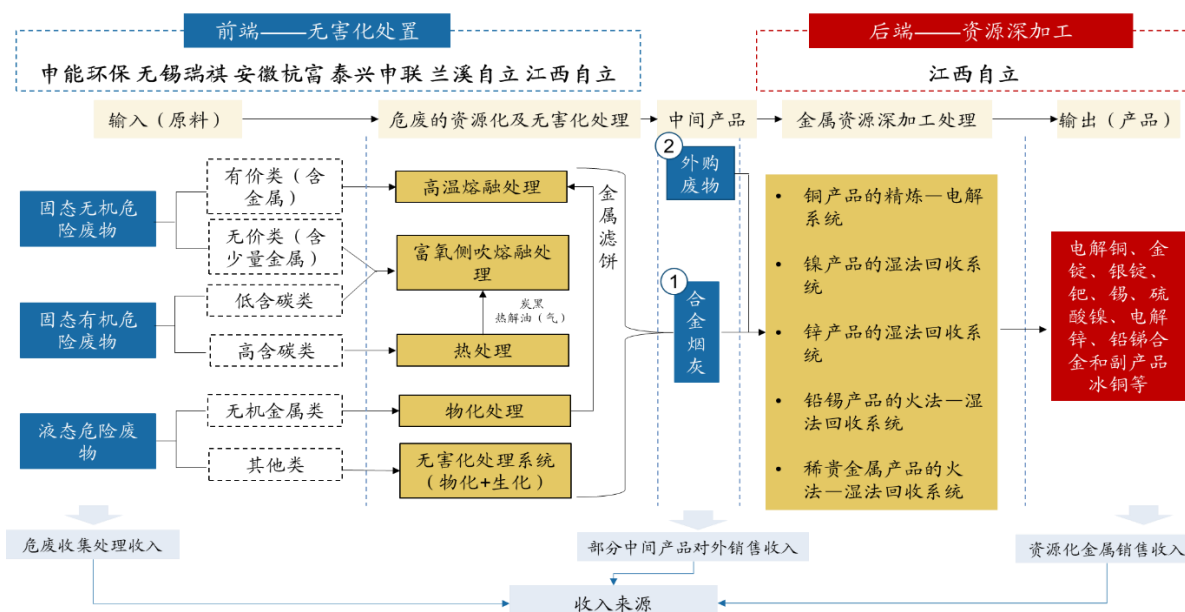 前端——无害化处置
后端——资源深加工
申能环保 无锡瑞祺 安徽杭富 泰兴申联 兰溪自立 江西自立
江西自立
输入（原料）
危废的资源化及无害化处理
中间产品
金属资源深加工处理
输出（产品）
固态无机危
险废物
有价类（含
金属）
无价类（含
少量金属）
固态有机危
险废物
低含碳类
高含碳类
液态危险废
物
无机金属类
其他类
高温熔融处理
富氧侧吹熔融处
理
炭黑
热解油（气）
热处理
物化处理
无害化处理系统
（物化+生化）
金
属
滤
饼
2
外购
废物
1
合
金
烟
灰
• 铜产品的精炼—电解
系统
• 镍产品的湿法回收系
统
• 锌产品的湿法回收系
统
• 铅锡产品的火法—湿
法回收系统
• 稀贵金属产品的火
法—湿法回收系统
电解铜、金
锭、银锭、
钯、锡、硫
酸镍、电解
锌、铅锑合
金和副产品
冰铜等
危废收集处理收入
部分中间产品对外销售收入
资源化金属销售收入
收入来源